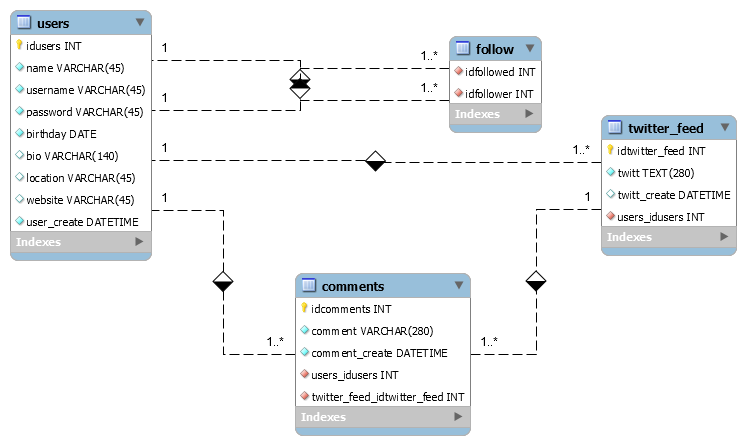 users
idusers INT
name VARCHAR(45)
username VARCHAR(45)
password VARCHAR(45)
birthday DATE
bio VARCHAR(140)
location VARCHAR(45)
website VARCHAR(45)
user_create DATETIME
Indexes
1
1..*
1
1..*
follow
idfollowed INT
idfollower INT
Indexes
1
1..*
twitter_feed
idtwitter_feed INT
twitt TEXT(280)
twitt_create DATETIME
users_idusers INT
Indexes
1
1..*
1
1..*
comments
idcomments INT
comment VARCHAR(280)
comment_create DATETIME
users_idusers INT
twitter_feed_idtwitter_feed INT
Indexes